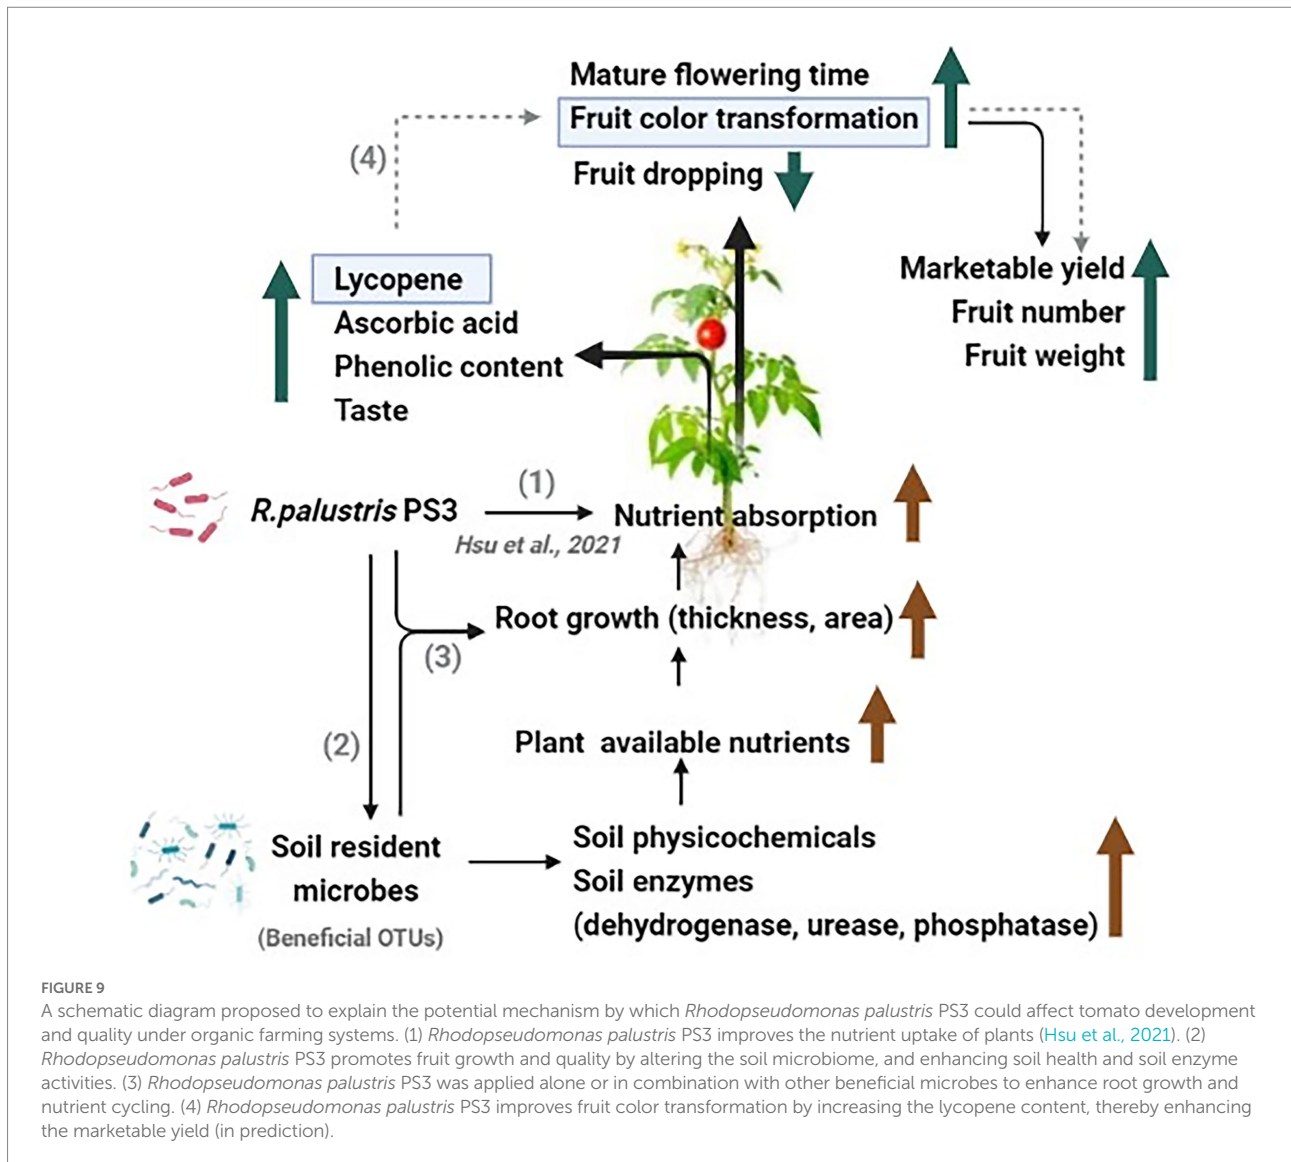 Mature flowering time
Fruit color transformation
(4)
Fruit dropping
Lycopene
Ascorbic acid
Phenolic content
Taste
Marketable yield
Fruit number
Fruit weight
(1)
R.palustris PS3
Nutrient absorption
Hsu et al., 2021
Root growth (thickness, area)
(3)
(2)
Plant available nutrients
Soil resident
microbes
(Beneficial OTUs)
Soil physicochemicals
Soil enzymes
(dehydrogenase, urease, phosphatase)
FIGURE 9
A schematic diagram proposed to explain the potential mechanism by which Rhodopseudomonas palustris PS3 could affect tomato development
and quality under organic farming systems. (1) Rhodopseudomonas palustris PS3 improves the nutrient uptake of plants (Hsu et al., 2021). (2)
Rhodopseudomonas palustris PS3 promotes fruit growth and quality by altering the soil microbiome, and enhancing soil health and soil enzyme
activities. (3) Rhodopseudomonas palustris PS3 was applied alone or in combination with other beneficial microbes to enhance root growth and
nutrient cycling. (4) Rhodopseudomonas palustris PS3 improves fruit color transformation by increasing the lycopene content, thereby enhancing
the marketable yield (in prediction).